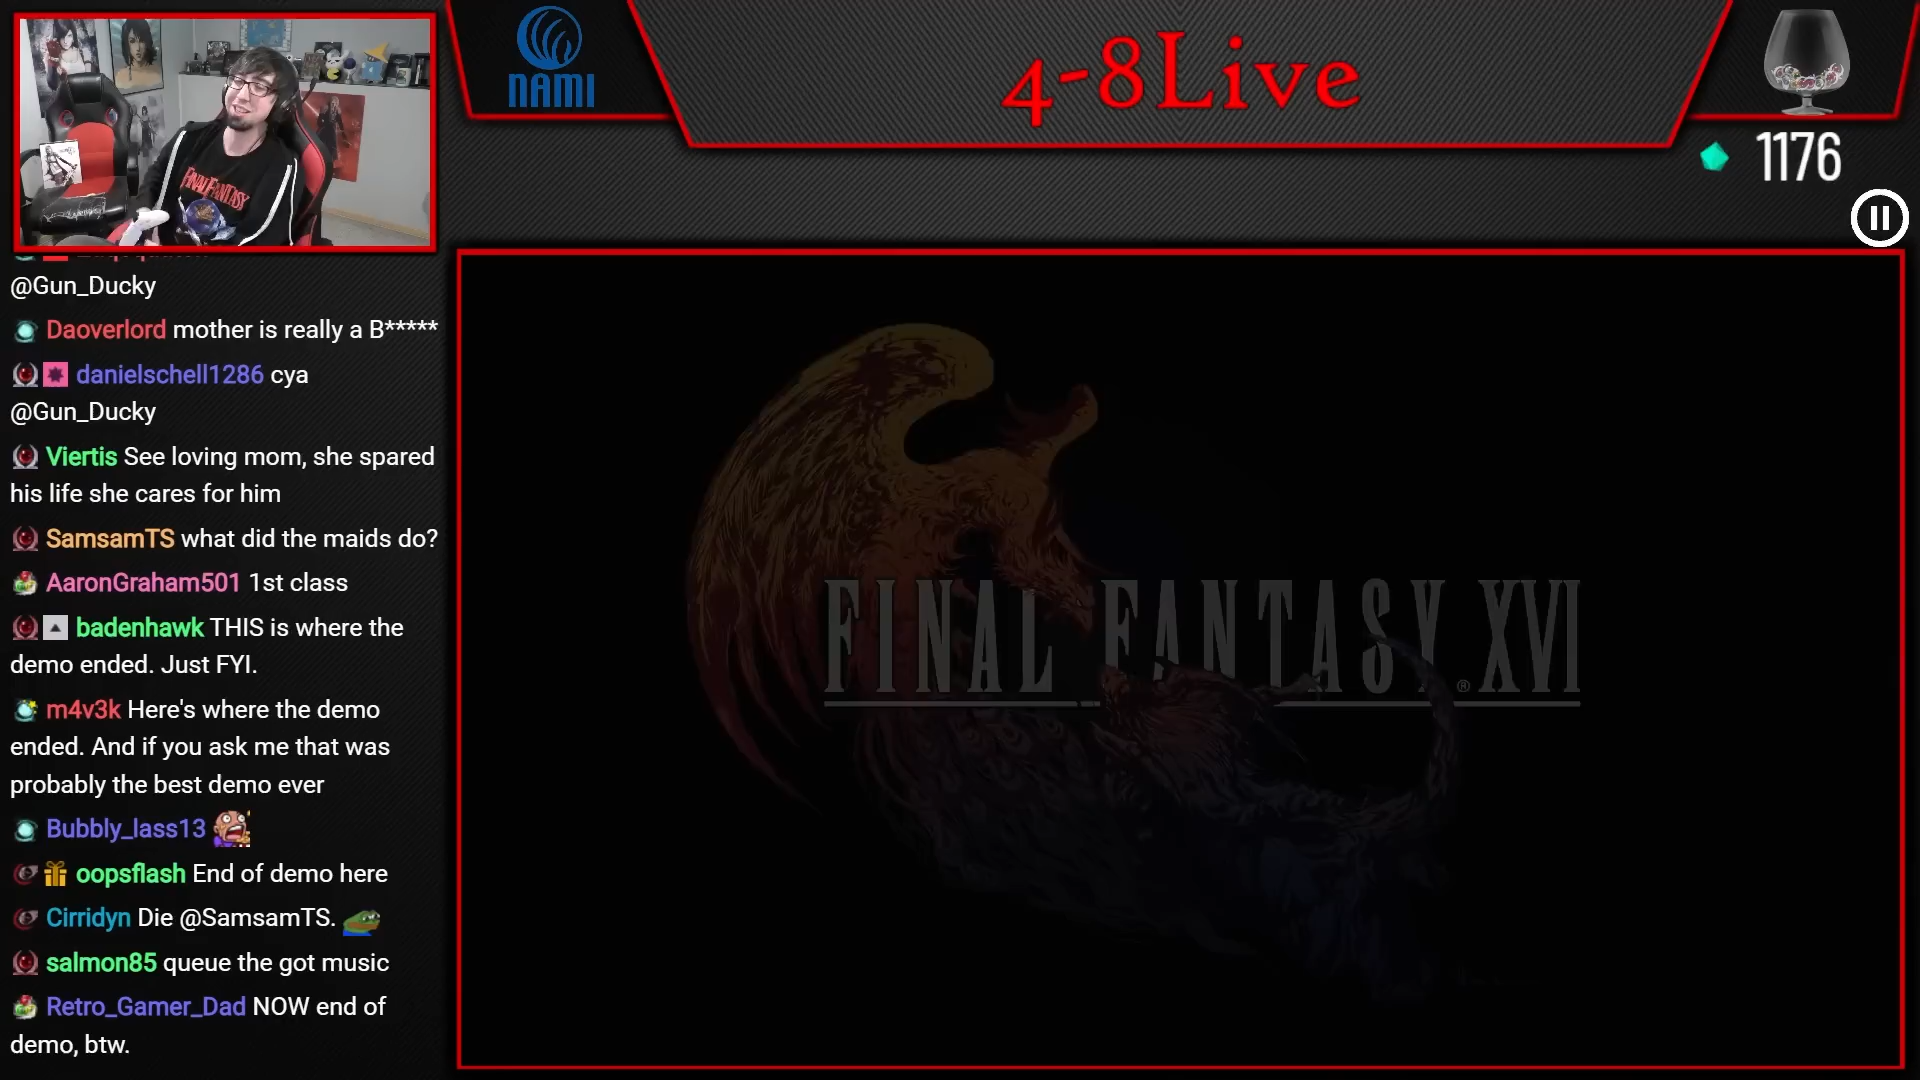 NAMI
4-8Live
1176
FINAL FANTASY
@Gun_Ducky
Daoverlord mother is really a B*****
danielschell1286 cya
@Gun_Ducky
Viertis See loving mom, she spared
his life she cares for him
SamsamTS what did the maids do?
AaronGraham501 1st class
badenhawk THIS is where the
demo ended. Just FYI.
m4v3k Here's where the demo
ended. And if you ask me that was
probably the best demo ever
Bubbly_lass13
oopsflash End of demo here
Cirridyn Die @SamsamTS.
salmon85 queue the got music
Retro_Gamer_Dad NOW end of
demo, btw.
FINAL FANTASY® XVI